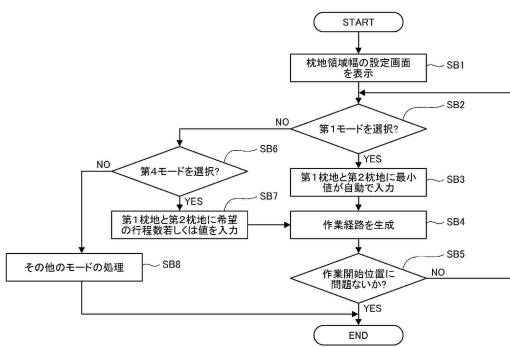 START
枕地領域幅の設定画面
を表示
SB1
SB2
第1モードを選択?
NO
YES
SB6
第4モードを選択?
NO
YES
第1枕地と第2枕地に最小
値が自動で入力
SB3
SB7
第1枕地と第2枕地に希望
の行程数若しくは値を入力
作業経路を生成
SB4
その他のモードの処理
SB8
SB5
作業開始位置に
問題ないか?
NO
YES
END